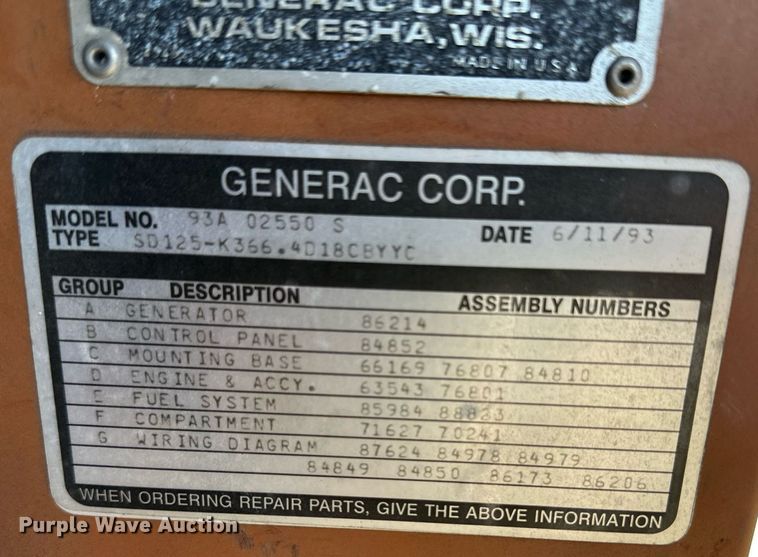 GENERAC CORP.
WAUKESHA, WIS.
MADE IN U S A
GENERAC CORP.
MODEL NO. 93A 02550 S
TYPE SD125-K366.4D18CBYYC DATE 6/11/93
GROUP DESCRIPTION ASSEMBLY NUMBERS
A GENERATOR 86214
B CONTROL PANEL 84852
C MOUNTING BASE 66169 76807 84810
D ENGINE & ACCY. 63543 76801
E FUEL SYSTEM 85984 88823
F COMPARTMENT 71627 70241
G WIRING DIAGRAM 87624 84978 84979
84849 84850 86173 86206
WHEN ORDERING REPAIR PARTS, GIVE THE ABOVE INFORMATION
Purple Wave Auction